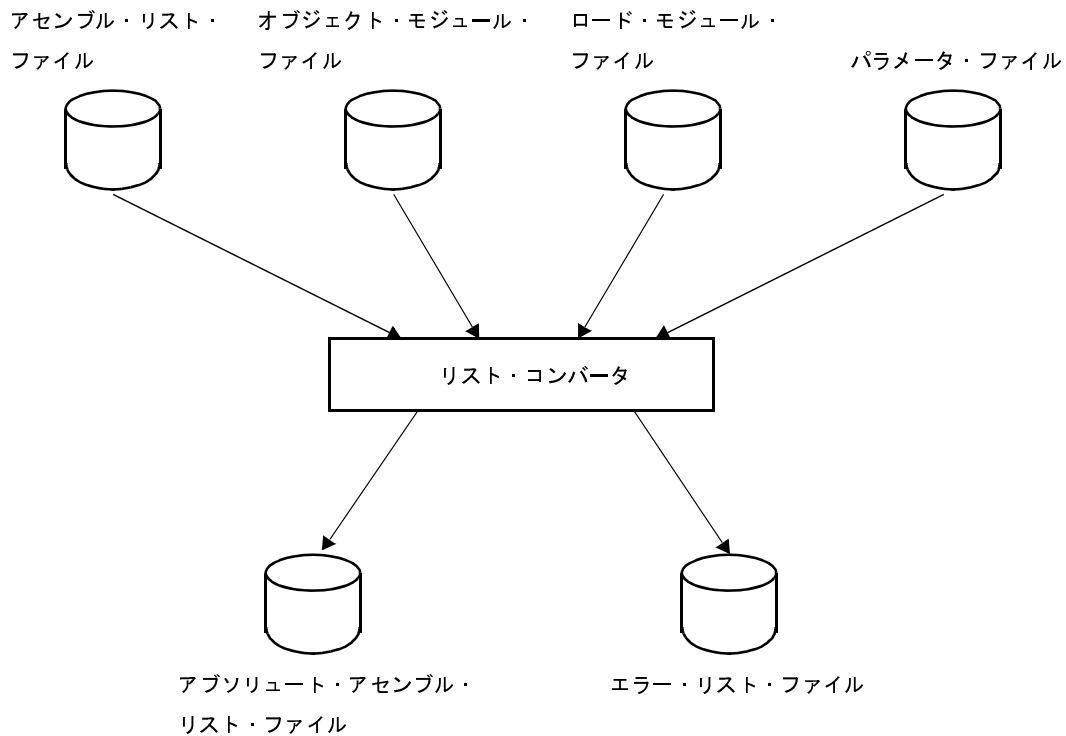 アセンブル・リスト・
ファイル
オブジェクト・モジュール・
ファイル
ロード・モジュール・
ファイル
パラメータ・ファイル
リスト・コンバータ
アブソリュート・アセンブル・
リスト・ファイル
エラー・リスト・ファイル